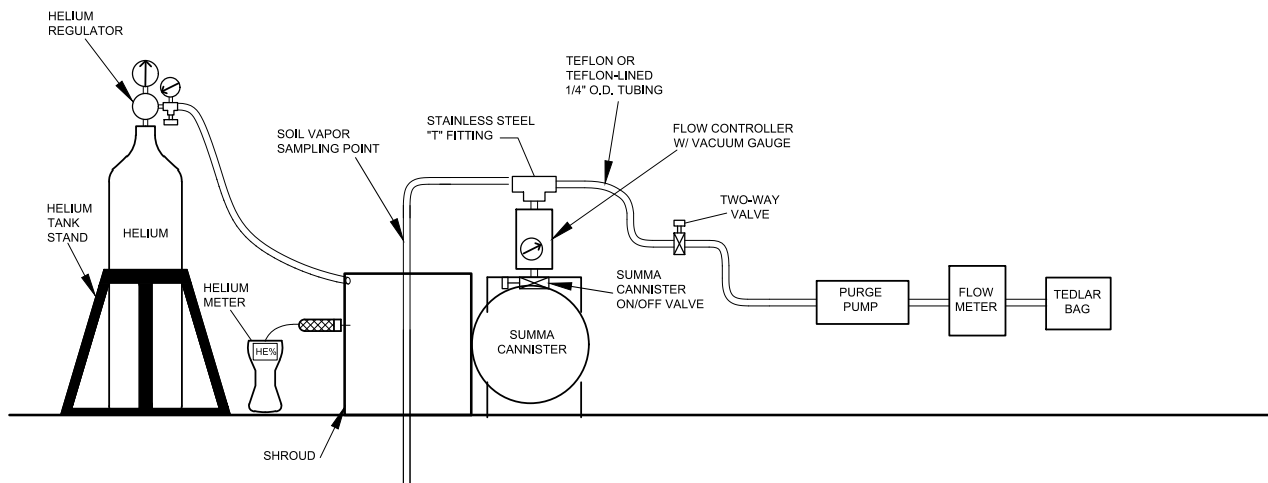 HELIUM
REGULATOR
TEFLON OR
TEFLON-LINED
1/4" O.D. TUBING
STAINLESS STEEL
"T" FITTING
SOIL VAPOR
SAMPLING POINT
FLOW CONTROLLER
W/ VACUUM GAUGE
TWO-WAY
VALVE
HELIUM
TANK
STAND
HELIUM
HELIUM
METER
HE%
SUMMA
CANNISTER
ON/OFF VALVE
SUMMA
CANNISTER
PURGE
PUMP
FLOW
METER
TEDLAR
BAG
SHROUD